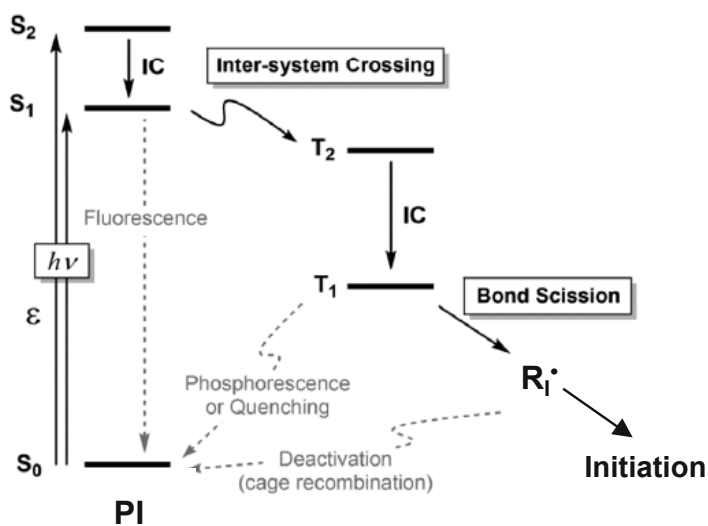 S2
IC
Inter-system Crossing
S1
T2
Fluorescence
IC
hν
T1
Bond Scission
ε
RI•
Phosphorescence
or Quenching
Initiation
Deactivation
(cage recombination)
S0
PI